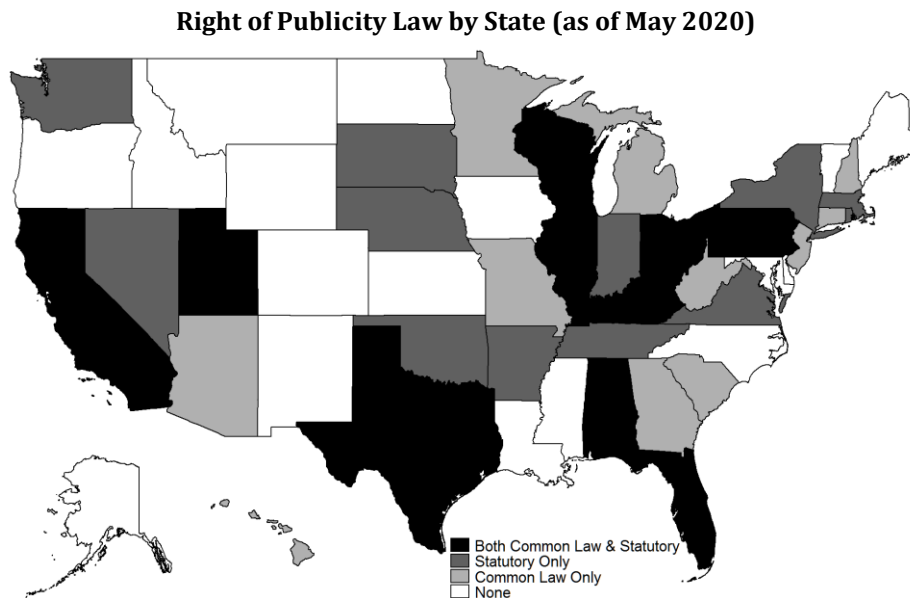 Right of Publicity Law by State (as of May 2020)
Both Common Law & Statutory
Statutory Only
Common Law Only
None